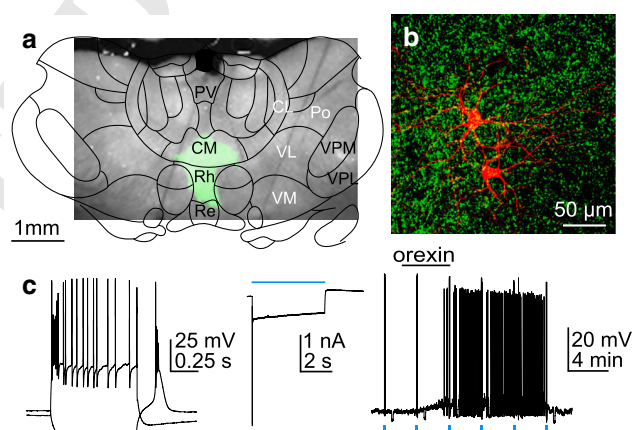 a
b
PV
CL
Po
CM
VL
VPM
Rh
VPL
VM
Re
1mm
50 µm
orexin
c
25 mV
0.25 s
1 nA
2 s
20 mV
4 min